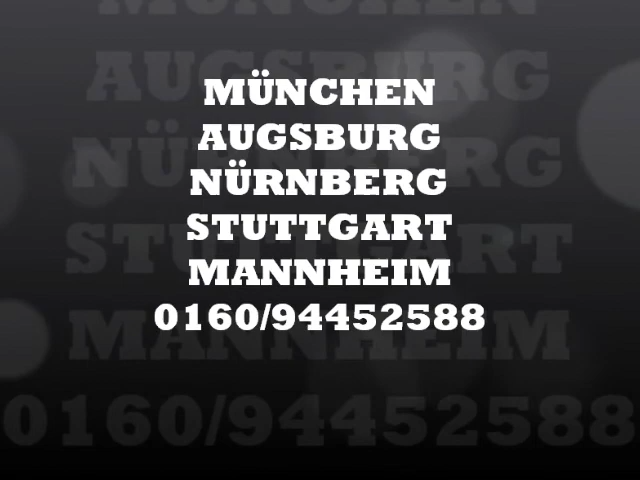 MÜNCHEN
AUGSBURG
NÜRNBERG
STUTTGART
MANNHEIM
0160/94452588